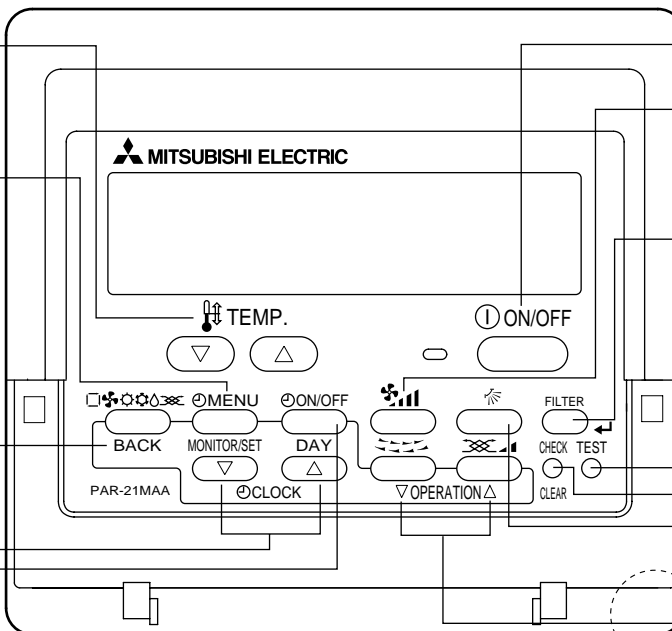 MITSUBISHI ELECTRIC
TEMP. ON/OFF
MENU ON/OFF FILTER
BACK MONITOR/SET DAY CHECK TEST
PAR-21MAA CLOCK OPERATION CLEAR